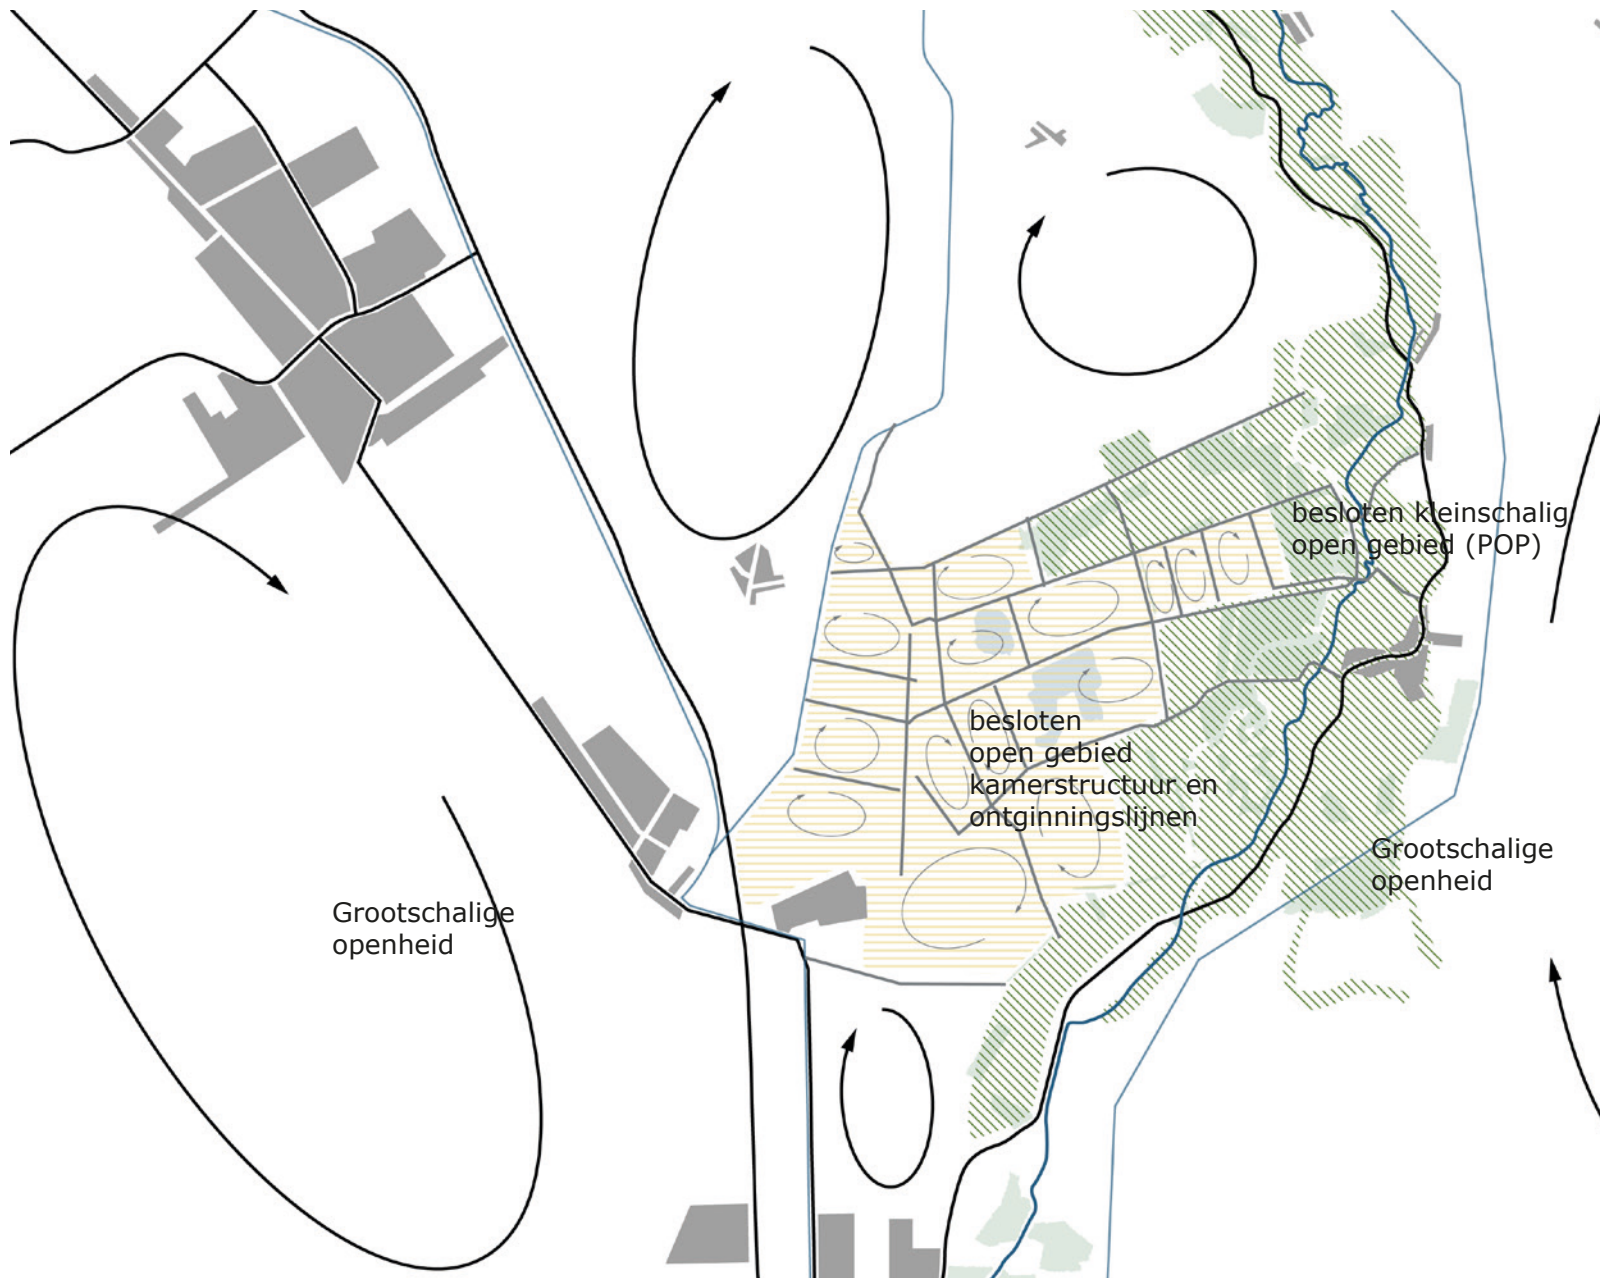 besloten kleinschalig
open gebied (POP)
besloten
open gebied
kamerstructuur en
ontginningslijnen
Grootschalige
openheid
Grootschalige
openheid